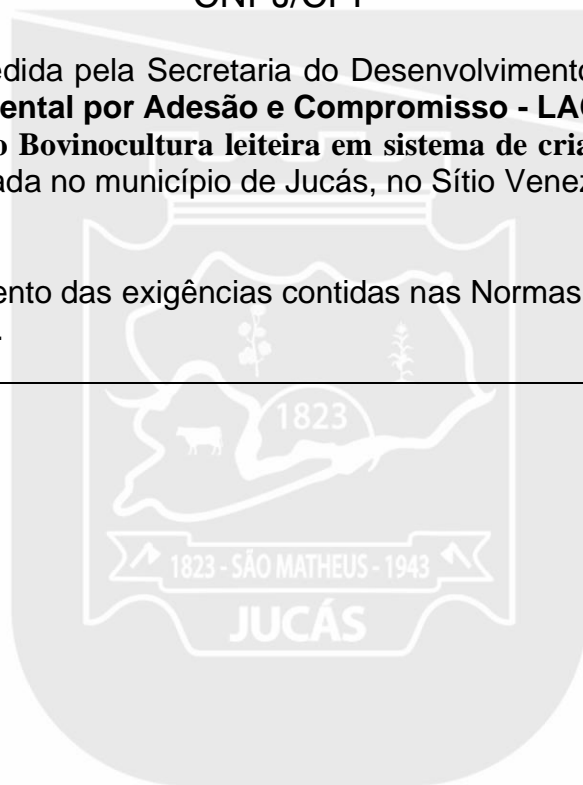 CNPJ/CPF
edida pela Secretaria do Desenvolvimento
ental por Adesão e Compromisso - LAC
o Bovinocultura leiteira em sistema de cria
ada no município de Jucás, no Sítio Venez
ento das exigências contidas nas Normas
.
1823
1823 - SÃO MATHEUS - 1943
JUCÁS